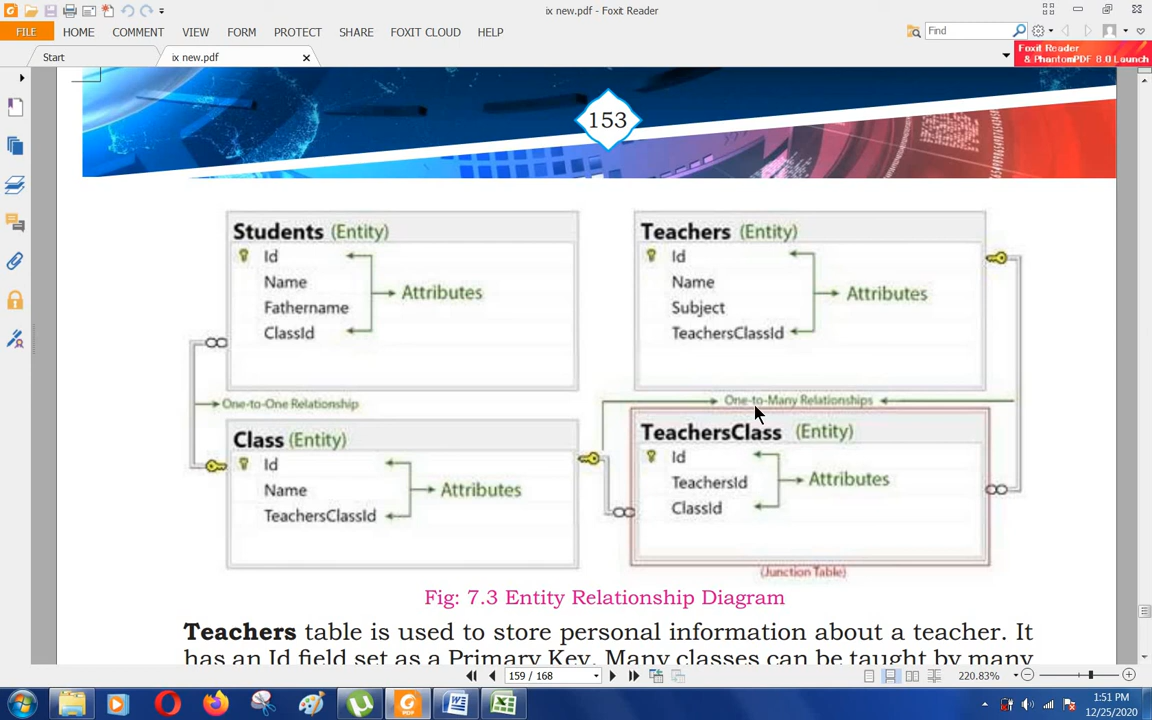 ix new.pdf - Foxit Reader
FILE HOME COMMENT VIEW FORM PROTECT SHARE FOXIT CLOUD HELP
Find
Start ix new.pdf
Foxit Reader
& PhantomPDF 8.0 Launch
153
Students (Entity)
Id
Name
Fathername
ClassId
Attributes
Teachers (Entity)
Id
Name
Subject
TeachersClassId
Attributes
One-to-One Relationship
One-to-Many Relationships
Class (Entity)
Id
Name
TeachersClassId
Attributes
TeachersClass (Entity)
Id
TeachersId
ClassId
Attributes
(Junction Table)
Fig: 7.3 Entity Relationship Diagram
Teachers table is used to store personal information about a teacher. It
has an Id field set as a Primary Key. Many classes can be taught by many
159 / 168
220.83%
1:51 PM
12/25/2020